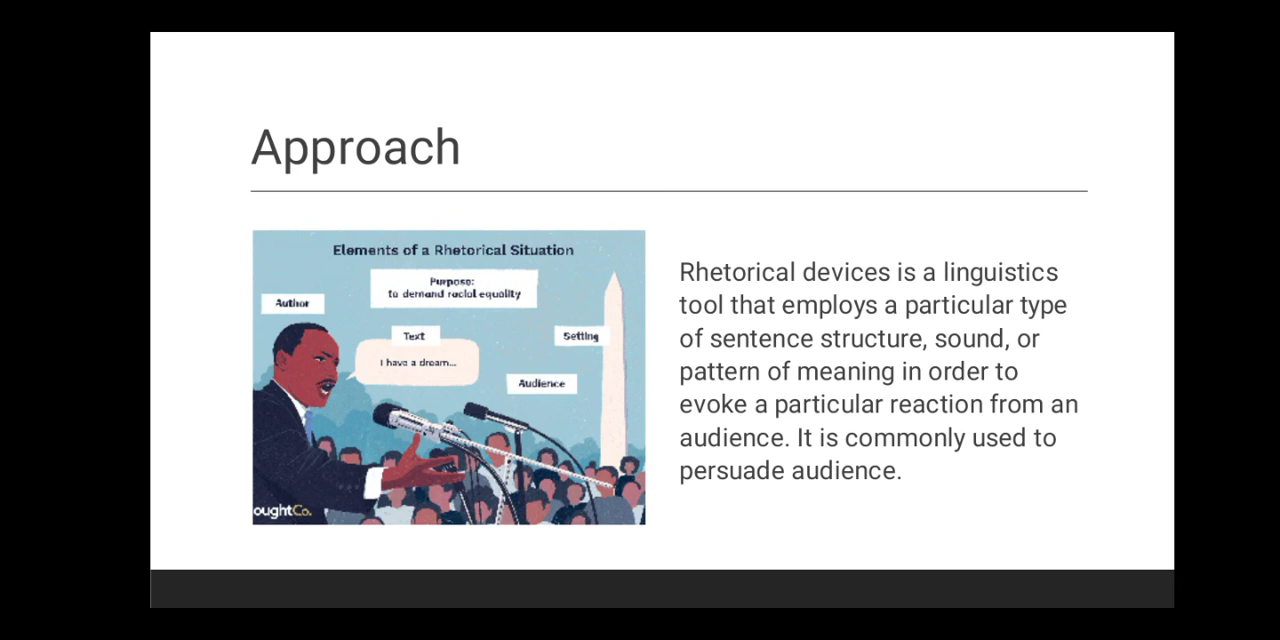 Approach
Elements of a Rhetorical Situation
Purpose:
to demand racial equality
Author
Text
I have a dream...
Setting
Audience
oughtCo.
Rhetorical devices is a linguistics
tool that employs a particular type
of sentence structure, sound, or
pattern of meaning in order to
evoke a particular reaction from an
audience. It is commonly used to
persuade audience.